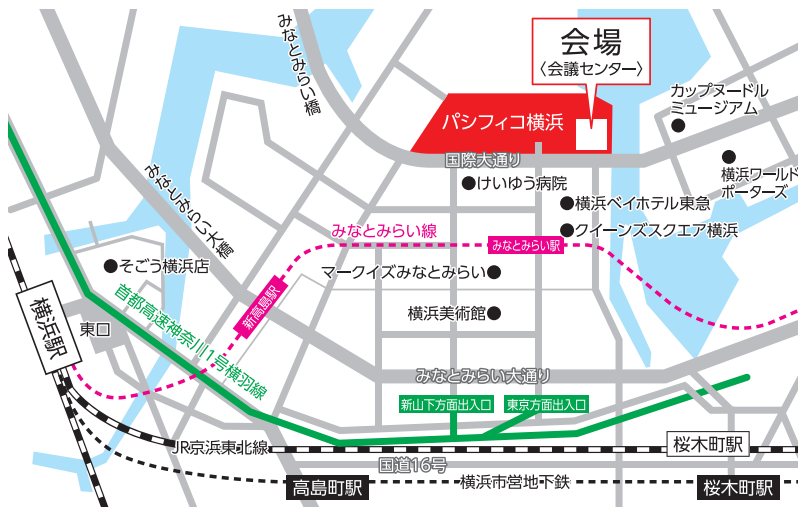 会場
〈会議センター〉
みなとみらい橋
カップヌードル
ミュージアム
パシフィコ横浜
国際大通り
横浜ワールド
ポーターズ
けいゆう病院
みなとみらい大橋
横浜ベイホテル東急
みなとみらい線
クイーンズスクエア横浜
みなとみらい駅
そごう横浜店
マークイズみなとみらい
新高島駅
首都高速神奈川1号横羽線
横浜駅
東口
横浜美術館
みなとみらい大通り
新山下方面出入口
東京方面出入口
JR京浜東北線
桜木町駅
国道16号
高島町駅
横浜市営地下鉄
桜木町駅